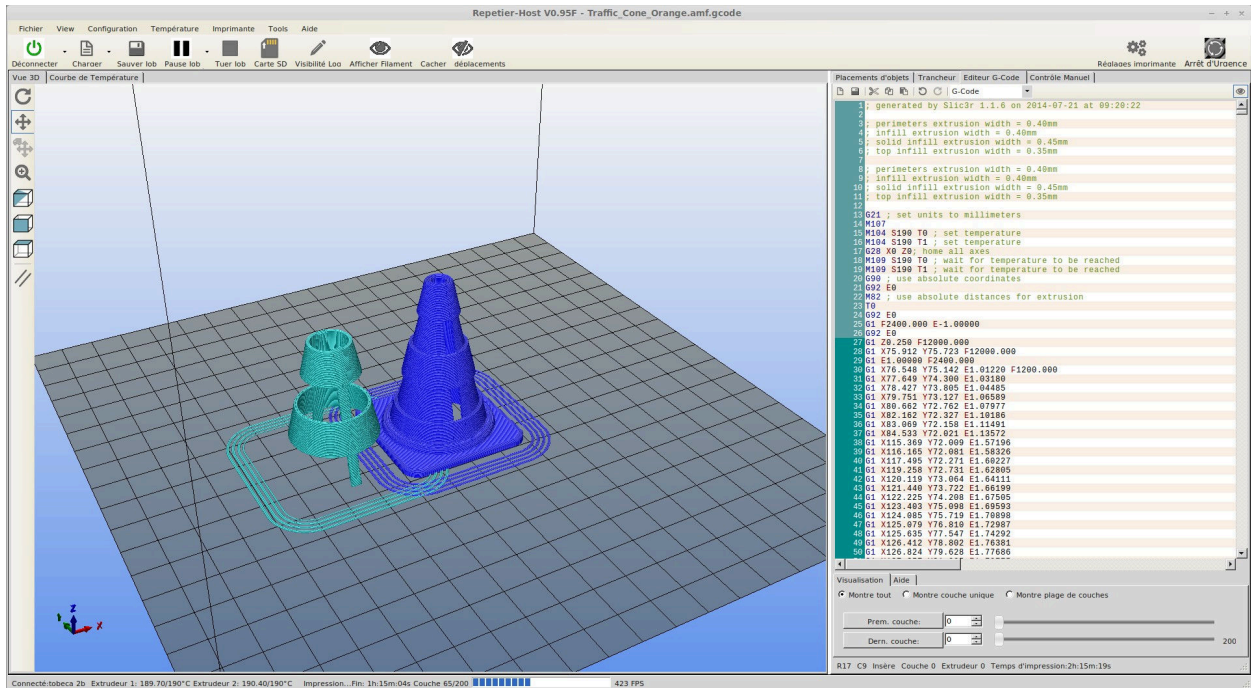 Repetier-Host V0.95F - Traffic_Cone_Orange.amf.gcode
Fichier View Configuration Température Imprimante Tools Aide
Déconnecter Charger Sauver Job Pause Job Tuer Job Carte SD Visibilité Log Afficher Filament Cacher déplacements Réglages imprimante Arrêt d'Urgence
Vue 3D Courbe de Température
Placements d'objets Trancheur Editeur G-Code Contrôle Manuel
G-Code
1 ; generated by Slic3r 1.1.6 on 2014-07-21 at 09:20:22
2
3 ; perimeters extrusion width = 0.40mm
4 ; infill extrusion width = 0.40mm
5 ; solid infill extrusion width = 0.45mm
6 ; top infill extrusion width = 0.35mm
7
8 ; perimeters extrusion width = 0.40mm
9 ; infill extrusion width = 0.40mm
10 ; solid infill extrusion width = 0.45mm
11 ; top infill extrusion width = 0.35mm
12
13 G21 ; set units to millimeters
14 M107
15 M104 S190 T0 ; set temperature
16 M104 S190 T1 ; set temperature
17 G28 X0 Z0; home all axes
18 M109 S190 T0 ; wait for temperature to be reached
19 M109 S190 T1 ; wait for temperature to be reached
20 G90 ; use absolute coordinates
21 G92 E0
22 M82 ; use absolute distances for extrusion
23 T0
24 G92 E0
25 G1 F2400.000 E-1.00000
26 G92 E0
27 G1 Z0.250 F12000.000
28 G1 X75.912 Y75.723 F12000.000
29 G1 E1.00000 F2400.000
30 G1 X76.548 Y75.142 E1.01220 F1200.000
31 G1 X77.649 Y74.300 E1.03180
32 G1 X78.427 Y73.805 E1.04485
33 G1 X79.751 Y73.127 E1.06589
34 G1 X80.662 Y72.762 E1.07977
35 G1 X82.162 Y72.327 E1.10186
36 G1 X83.069 Y72.158 E1.11491
37 G1 X84.533 Y72.021 E1.13572
38 G1 X115.369 Y72.009 E1.57196
39 G1 X116.165 Y72.081 E1.58326
40 G1 X117.495 Y72.271 E1.60227
41 G1 X119.258 Y72.731 E1.62805
42 G1 X120.119 Y73.064 E1.64111
43 G1 X121.440 Y73.722 E1.66199
44 G1 X122.225 Y74.208 E1.67505
45 G1 X123.403 Y75.098 E1.69593
46 G1 X124.085 Y75.719 E1.70898
47 G1 X125.079 Y76.810 E1.72987
48 G1 X125.635 Y77.547 E1.74292
49 G1 X126.412 Y78.802 E1.76381
50 G1 X126.824 Y79.628 E1.77686
Visualisation Aide
Montre tout Montre couche unique Montre plage de couches
Prem. couche: 0
Dern. couche: 0 200
R17 C9 Insère Couche 0 Extrudeur 0 Temps d'impression:2h:15m:19s
z
Y X
Connecté:tobeca 2b Extrudeur 1: 189.70/190°C Extrudeur 2: 190.40/190°C Impression...Fin: 1h:15m:04s Couche 65/200 423 FPS